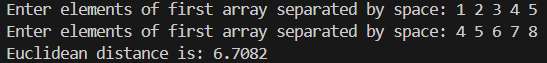 Enter elements of first array separated by space: 1 2 3 4 5
Enter elements of first array separated by space: 4 5 6 7 8
Euclidean distance is: 6.7082